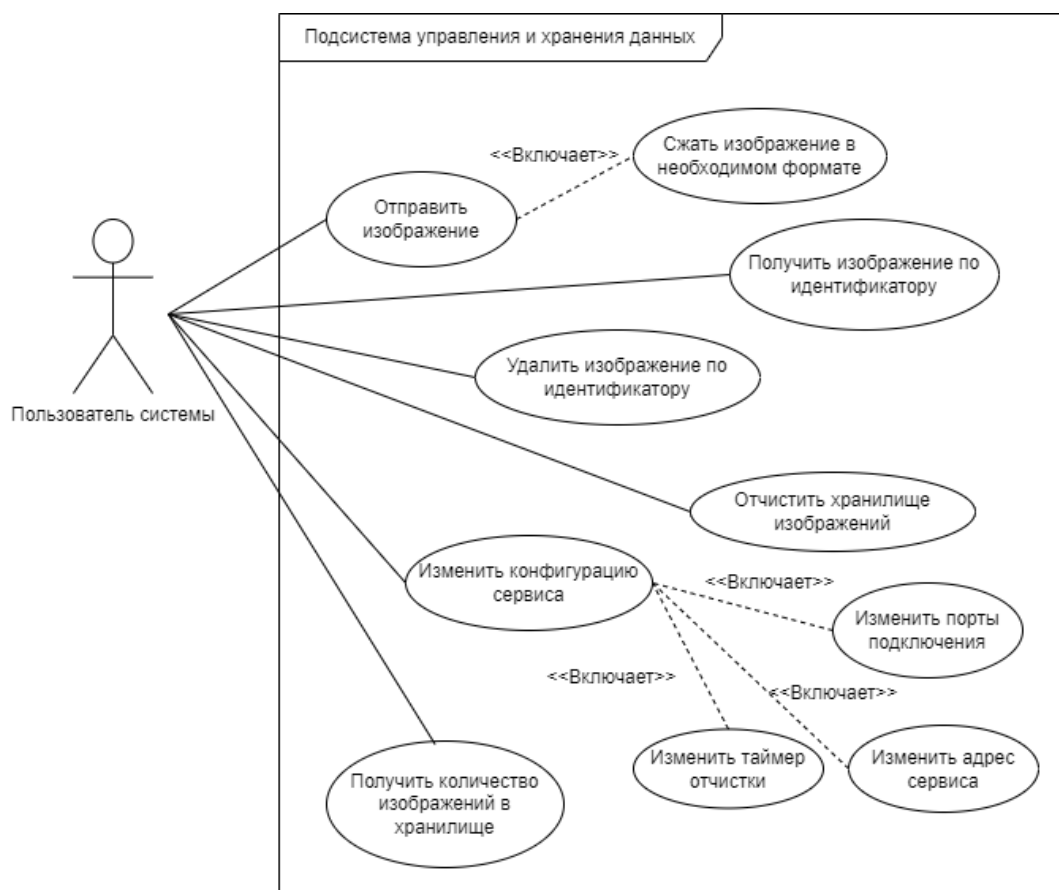 Подсистема управления и хранения данных
<<Включает>>
Сжать изображение в
необходимом формате
Отправить
изображение
Получить изображение по
идентификатору
Удалить изображение по
идентификатору
Пользователь системы
Отчистить хранилище
изображений
Изменить конфигурацию
сервиса
<<Включает>>
Изменить порты
подключения
<<Включает>>
<<Включает>>
Изменить таймер
отчистки
Изменить адрес
сервиса
Получить количество
изображений в
хранилище